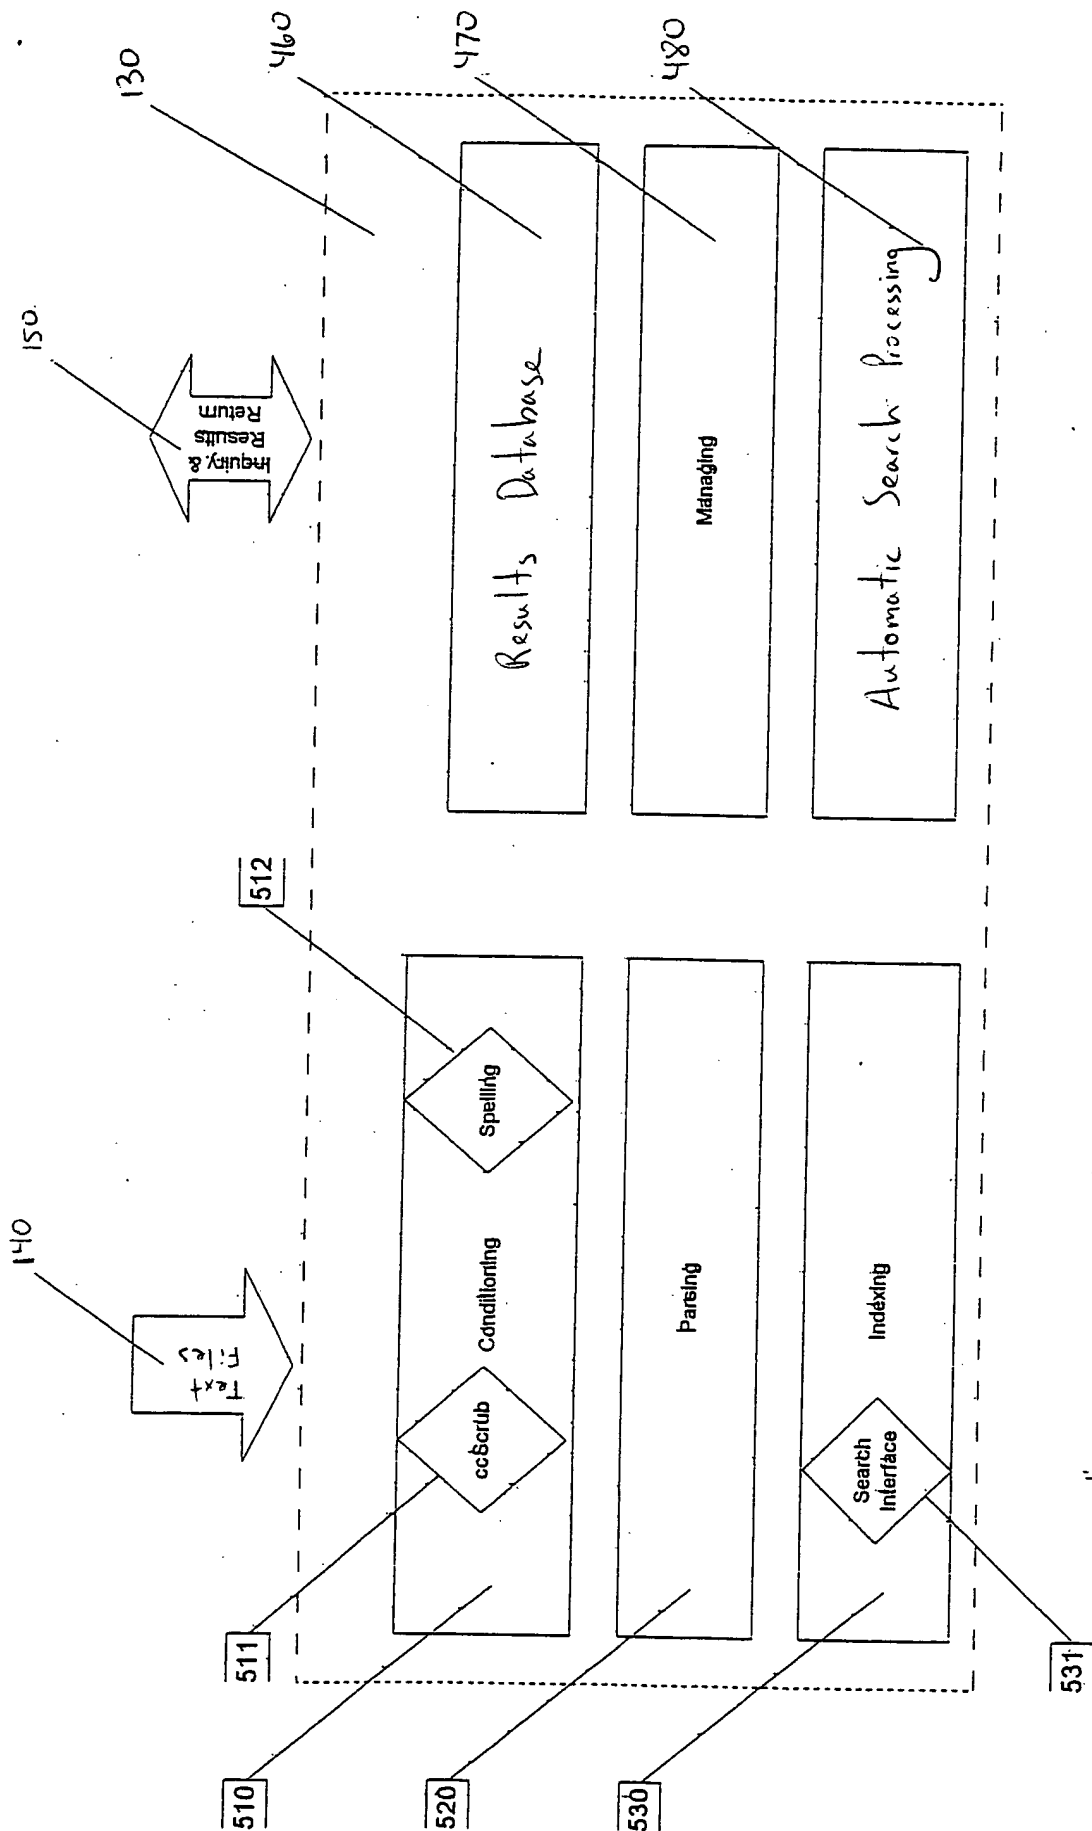 140
Text
Files
150
Inquiry &
Results
Return
130
460
470
480
512
511
510
520
530
531
ccScrub
Conditioning
Spelling
Parsing
Search
Interface
Indexing
Results Database
Managing
Automatic Search Processing